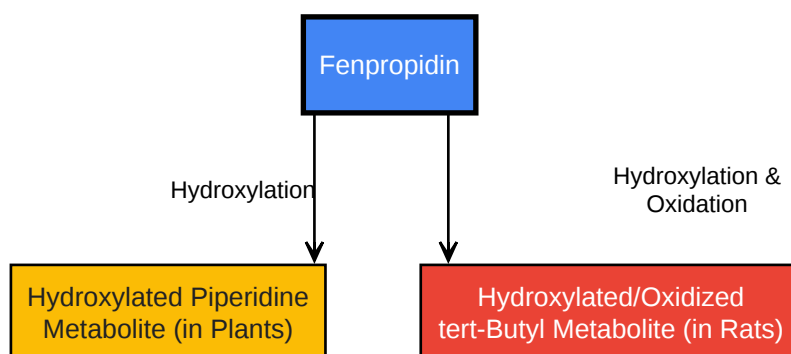 Fenpropidin
Hydroxylation
Hydroxylation &
Oxidation
Hydroxylated Piperidine
Metabolite (in Plants)
Hydroxylated/Oxidized
tert-Butyl Metabolite (in Rats)